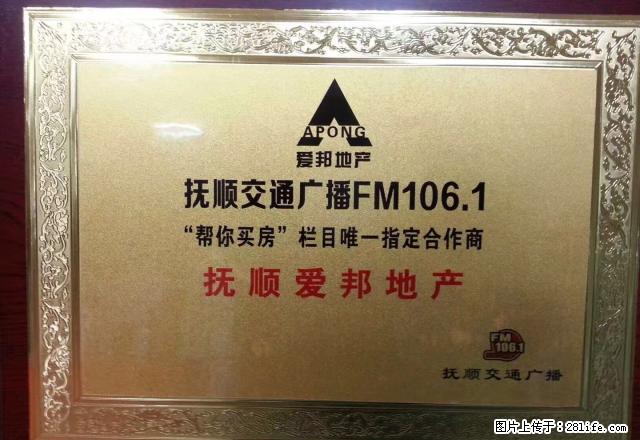 APONG
爱邦地产
抚顺交通广播FM106.1
“帮你买房”栏目唯一指定合作商
抚顺爱邦地产
FM
106.1
抚顺交通广播
图片上传于：281life.com